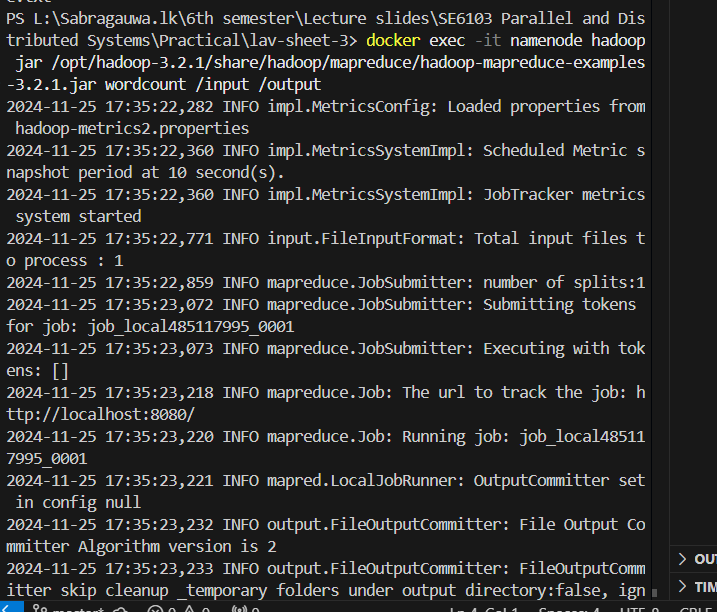 PS L:\Sabragauwa.lk\6th semester\Lecture slides\SE6103 Parallel and Dis
tributed Systems\Practical\lav-sheet-3> docker exec -it namenode hadoop
 jar /opt/hadoop-3.2.1/share/hadoop/mapreduce/hadoop-mapreduce-examples
-3.2.1.jar wordcount /input /output
2024-11-25 17:35:22,282 INFO impl.MetricsConfig: Loaded properties from
 hadoop-metrics2.properties
2024-11-25 17:35:22,360 INFO impl.MetricsSystemImpl: Scheduled Metric s
napshot period at 10 second(s).
2024-11-25 17:35:22,360 INFO impl.MetricsSystemImpl: JobTracker metrics
 system started
2024-11-25 17:35:22,771 INFO input.FileInputFormat: Total input files t
o process : 1
2024-11-25 17:35:22,859 INFO mapreduce.JobSubmitter: number of splits:1
2024-11-25 17:35:23,072 INFO mapreduce.JobSubmitter: Submitting tokens
for job: job_local485117995_0001
2024-11-25 17:35:23,073 INFO mapreduce.JobSubmitter: Executing with tok
ens: []
2024-11-25 17:35:23,218 INFO mapreduce.Job: The url to track the job: h
ttp://localhost:8080/
2024-11-25 17:35:23,220 INFO mapreduce.Job: Running job: job_local48511
7995_0001
2024-11-25 17:35:23,221 INFO mapred.LocalJobRunner: OutputCommitter set
 in config null
2024-11-25 17:35:23,232 INFO output.FileOutputCommitter: File Output Co
mmitter Algorithm version is 2
2024-11-25 17:35:23,233 INFO output.FileOutputCommitter: FileOutputComm
itter skip cleanup _temporary folders under output directory:false, ign
OU
TIM